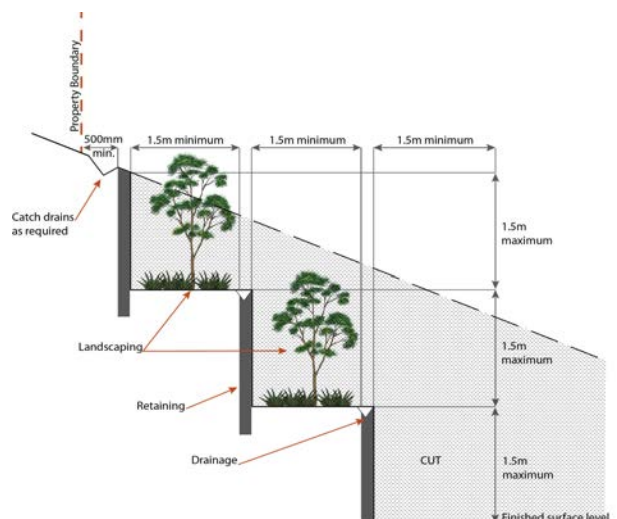 Property Boundary
500mm
min.
1.5m minimum
1.5m minimum
1.5m minimum
Catch drains
as required
1.5m
maximum
Landscaping
1.5m
maximum
Retaining
Drainage
CUT
1.5m
maximum
Finished surface level